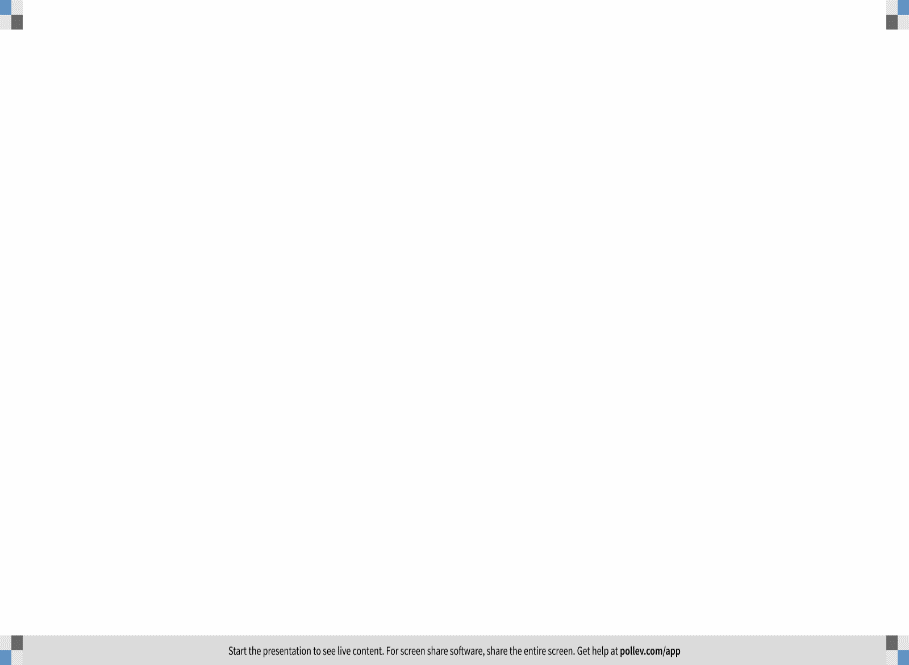 Start the presentation to see live content. For screen share software, share the entire screen. Get help at pollev.com/app